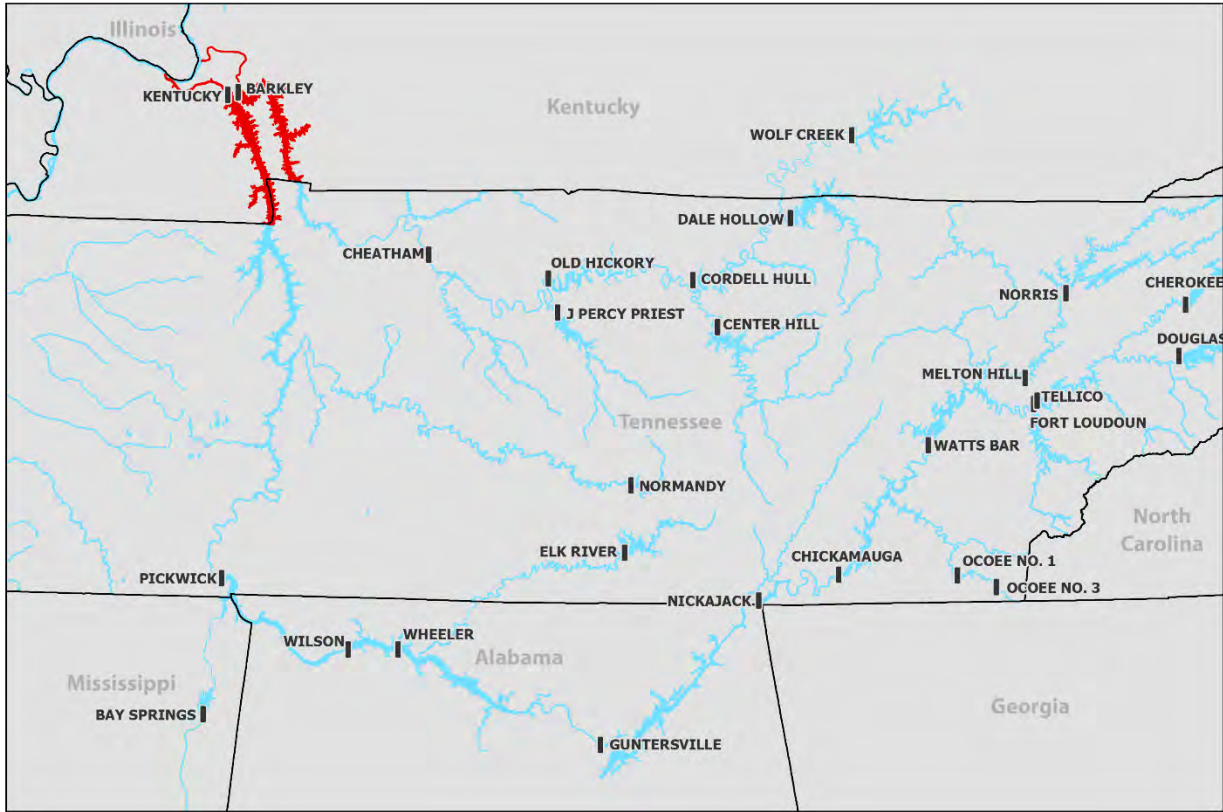 Illinois
KENTUCKY
BARKLEY
Kentucky
WOLF CREEK
DALE HOLLOW
CHEATHAM
OLD HICKORY
CORDELL HULL
NORRIS
CHEROKEE
J PERCY PRIEST
CENTER HILL
DOUGLAS
MELTON HILL
TELLICO
FORT LOUDOUN
Tennessee
WATTS BAR
NORMANDY
North
Carolina
ELK RIVER
CHICKAMAUGA
OCOEE NO. 1
OCOEE NO. 3
PICKWICK
NICKAJACK
WILSON
WHEELER
Alabama
Mississippi
BAY SPRINGS
Georgia
GUNTERSVILLE